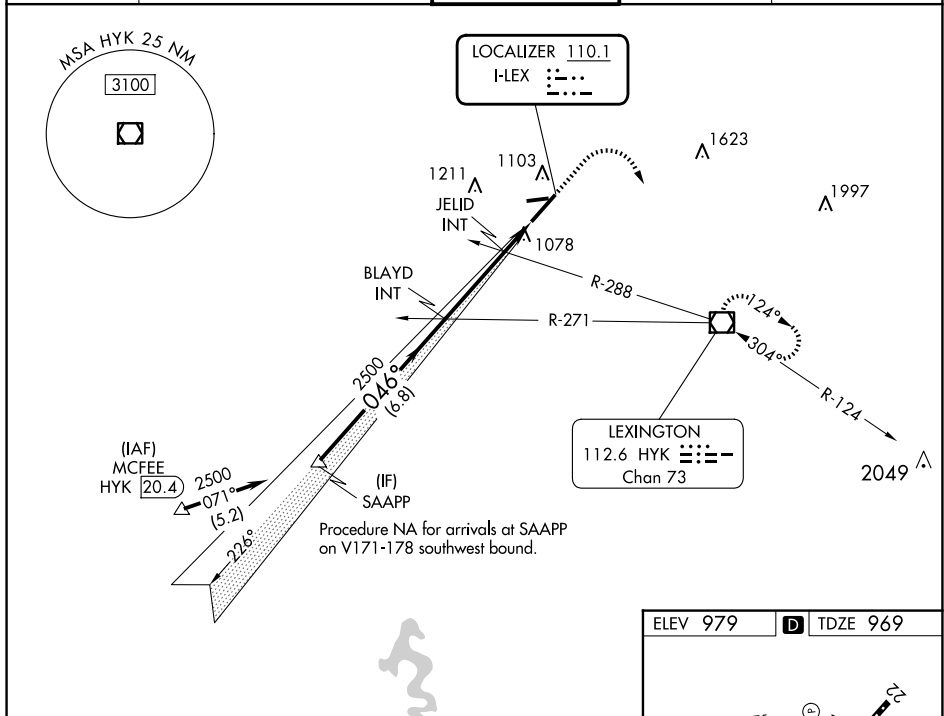 MSA HYK 25 NM
3100
LOCALIZER 110.1
I-LEX
1623
1103
1211
1997
JELID
INT
1078
BLAYD
INT
R-288
R-271
124°
304°
R-124
2500
046°
(6.8)
LEXINGTON
112.6 HYK
Chan 73
2049
(IAF)
MCFEE
HYK 20.4
2500
071°
(5.2)
(IF)
SAAPP
Procedure NA for arrivals at SAAPP
on V171-178 southwest bound.
226°
ELEV 979 D TDZE 969
22
P